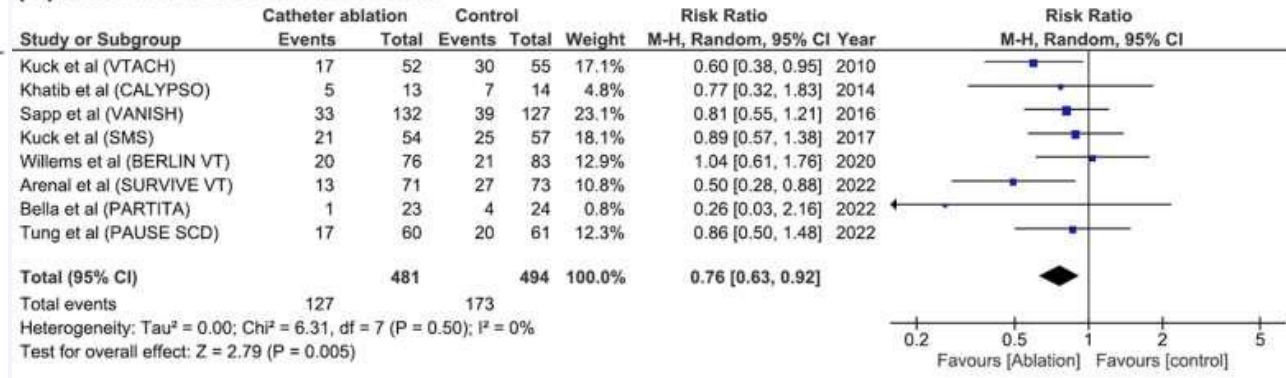 Catheter ablation Control Risk Ratio Risk Ratio
Study or Subgroup Events Total Events Total Weight M-H, Random, 95% CI Year M-H, Random, 95% CI
Kuck et al (VTACH) 17 52 30 55 17.1% 0.60 [0.38, 0.95] 2010
Khatib et al (CALYPSO) 5 13 7 14 4.8% 0.77 [0.32, 1.83] 2014
Sapp et al (VANISH) 33 132 39 127 23.1% 0.81 [0.55, 1.21] 2016
Kuck et al (SMS) 21 54 25 57 18.1% 0.89 [0.57, 1.38] 2017
Willems et al (BERLIN VT) 20 76 21 83 12.9% 1.04 [0.61, 1.76] 2020
Arenal et al (SURVIVE VT) 13 71 27 73 10.8% 0.50 [0.28, 0.88] 2022
Bella et al (PARTITA) 1 23 4 24 0.8% 0.26 [0.03, 2.16] 2022
Tung et al (PAUSE SCD) 17 60 20 61 12.3% 0.86 [0.50, 1.48] 2022
Total (95% CI) 481 494 100.0% 0.76 [0.63, 0.92]
Total events 127 173
Heterogeneity: Tau² = 0.00; Chi² = 6.31, df = 7 (P = 0.50); I² = 0%
Test for overall effect: Z = 2.79 (P = 0.005)
0.2 0.5 1 2 5
Favours [Ablation] Favours [control]